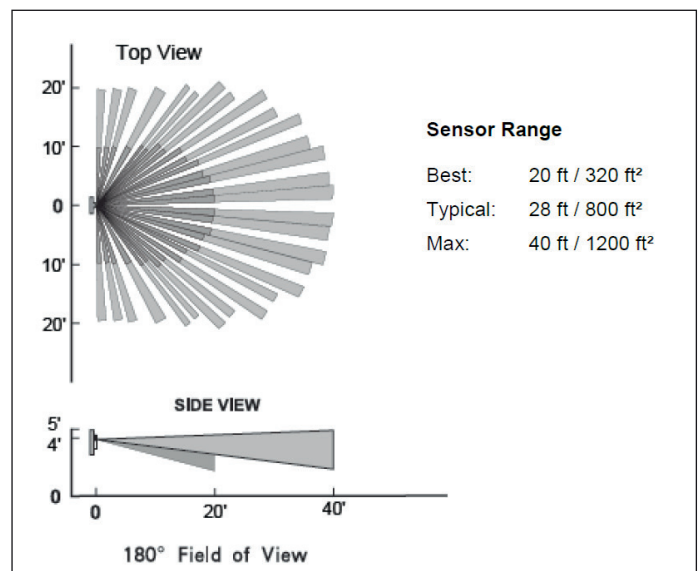 Top View
20'
10'
0
10'
20'
Sensor Range
Best: 20 ft / 320 ft²
Typical: 28 ft / 800 ft²
Max: 40 ft / 1200 ft²
SIDE VIEW
5'
4'
0
0 20' 40'
180° Field of View